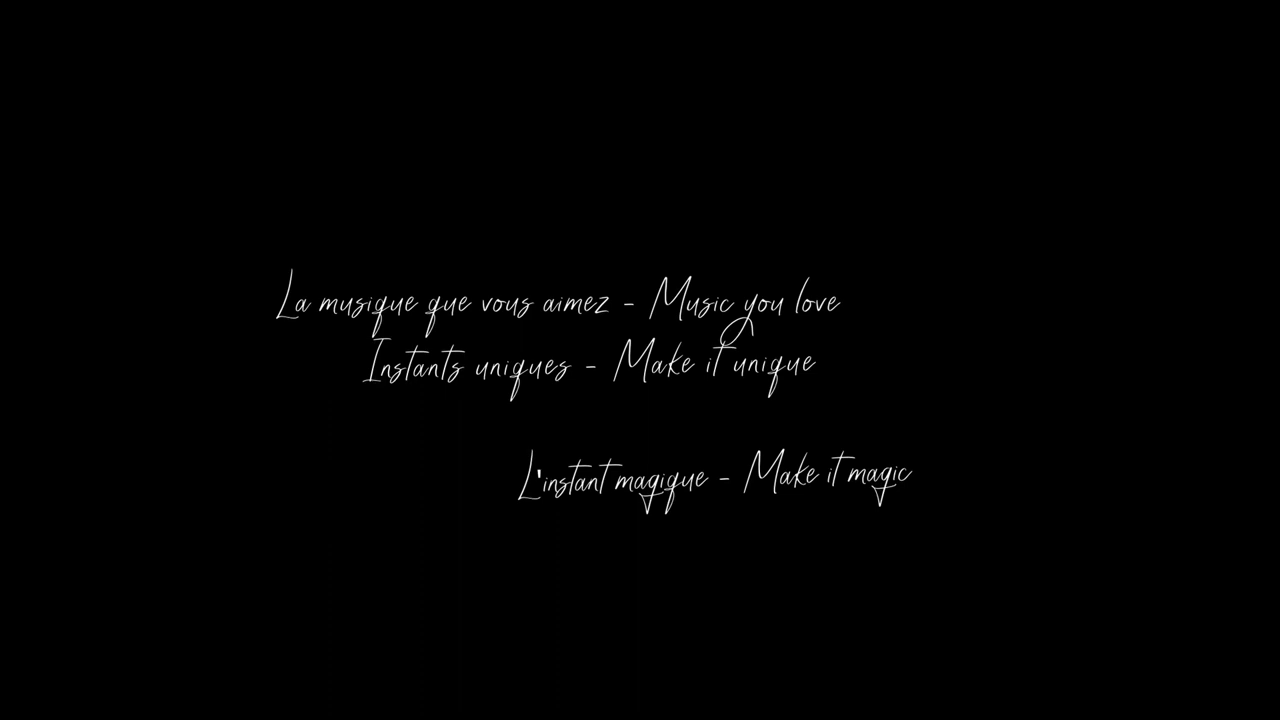 La musique que vous aimez - Music you love
Instants uniques - Make it unique
L'instant magique - Make it magic